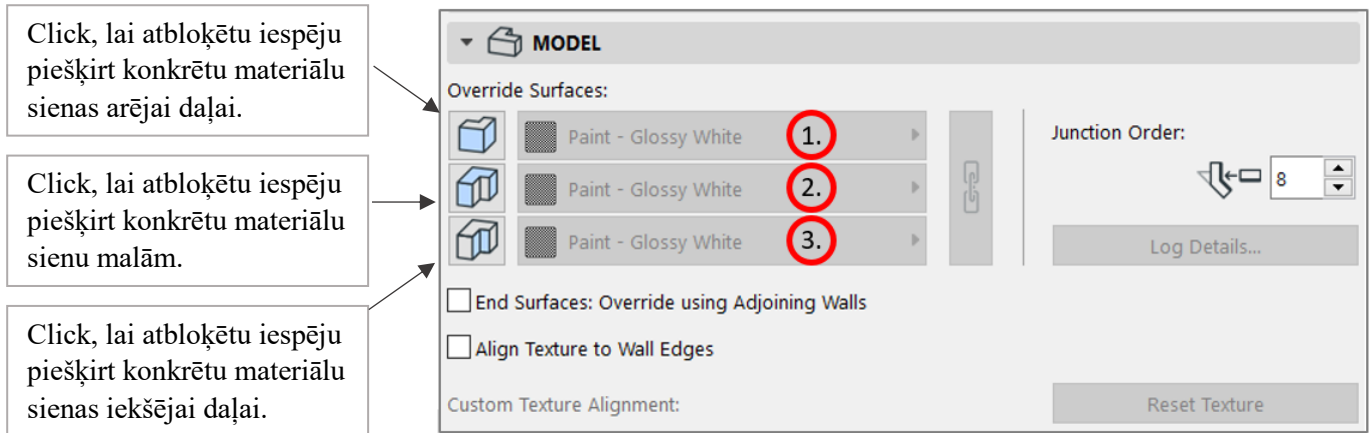 Click, lai atbloķētu iespēju
piešķirt konkrētu materiālu
sienas arējai daļai.
Click, lai atbloķētu iespēju
piešķirt konkrētu materiālu
sienu malām.
Click, lai atbloķētu iespēju
piešķirt konkrētu materiālu
sienas iekšējai daļai.
MODEL
Override Surfaces:
Paint - Glossy White 1.
Paint - Glossy White 2.
Paint - Glossy White 3.
Junction Order:
8
Log Details...
End Surfaces: Override using Adjoining Walls
Align Texture to Wall Edges
Custom Texture Alignment:
Reset Texture